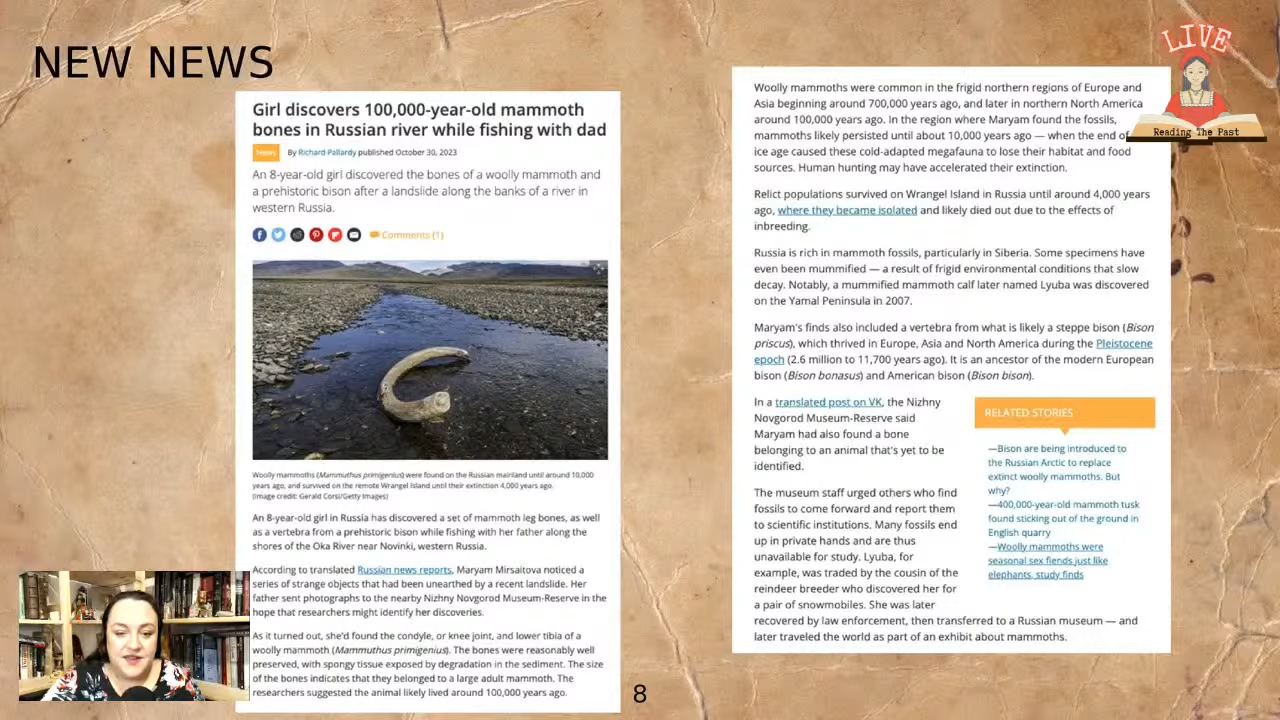 NEW NEWS
LIVE
Reading The Past
Girl discovers 100,000-year-old mammoth
bones in Russian river while fishing with dad
News
By Richard Pallardy published October 30, 2023
An 8-year-old girl discovered the bones of a woolly mammoth and
a prehistoric bison after a landslide along the banks of a river in
western Russia.
Comments (1)
Woolly mammoths (Mammuthus primigenius) were found on the Russian mainland until around 10,000
years ago, and survived on the remote Wrangel Island until their extinction 4,000 years ago.
(Image credit: Gerald Corsi/Getty Images)
An 8-year-old girl in Russia has discovered a set of mammoth leg bones, as well
as a vertebra from a prehistoric bison while fishing with her father along the
shores of the Oka River near Novinki, western Russia.
According to translated Russian news reports, Maryam Mirsaitova noticed a
series of strange objects that had been unearthed by a recent landslide. Her
father sent photographs to the nearby Nizhny Novgorod Museum-Reserve in the
hope that researchers might identify her discoveries.
As it turned out, she'd found the condyle, or knee joint, and lower tibia of a
woolly mammoth (Mammuthus primigenius). The bones were reasonably well
preserved, with spongy tissue exposed by degradation in the sediment. The size
of the bones indicates that they belonged to a large adult mammoth. The
researchers suggested the animal likely lived around 100,000 years ago.
Woolly mammoths were common in the frigid northern regions of Europe and
Asia beginning around 700,000 years ago, and later in northern North America
around 100,000 years ago. In the region where Maryam found the fossils,
mammoths likely persisted until about 10,000 years ago — when the end of
ice age caused these cold-adapted megafauna to lose their habitat and food
sources. Human hunting may have accelerated their extinction.
Relict populations survived on Wrangel Island in Russia until around 4,000 years
ago, where they became isolated and likely died out due to the effects of
inbreeding.
Russia is rich in mammoth fossils, particularly in Siberia. Some specimens have
even been mummified — a result of frigid environmental conditions that slow
decay. Notably, a mummified mammoth calf later named Lyuba was discovered
on the Yamal Peninsula in 2007.
Maryam's finds also included a vertebra from what is likely a steppe bison (Bison
priscus), which thrived in Europe, Asia and North America during the Pleistocene
epoch (2.6 million to 11,700 years ago). It is an ancestor of the modern European
bison (Bison bonasus) and American bison (Bison bison).
In a translated post on VK, the Nizhny
Novgorod Museum-Reserve said
Maryam had also found a bone
belonging to an animal that's yet to be
identified.
The museum staff urged others who find
fossils to come forward and report them
to scientific institutions. Many fossils end
up in private hands and are thus
unavailable for study. Lyuba, for
example, was traded by the cousin of the
reindeer breeder who discovered her for
a pair of snowmobiles. She was later
recovered by law enforcement, then transferred to a Russian museum — and
later traveled the world as part of an exhibit about mammoths.
RELATED STORIES
—Bison are being introduced to
the Russian Arctic to replace
extinct woolly mammoths. But
why?
—400,000-year-old mammoth tusk
found sticking out of the ground in
English quarry
—Woolly mammoths were
seasonal sex fiends just like
elephants, study finds
8